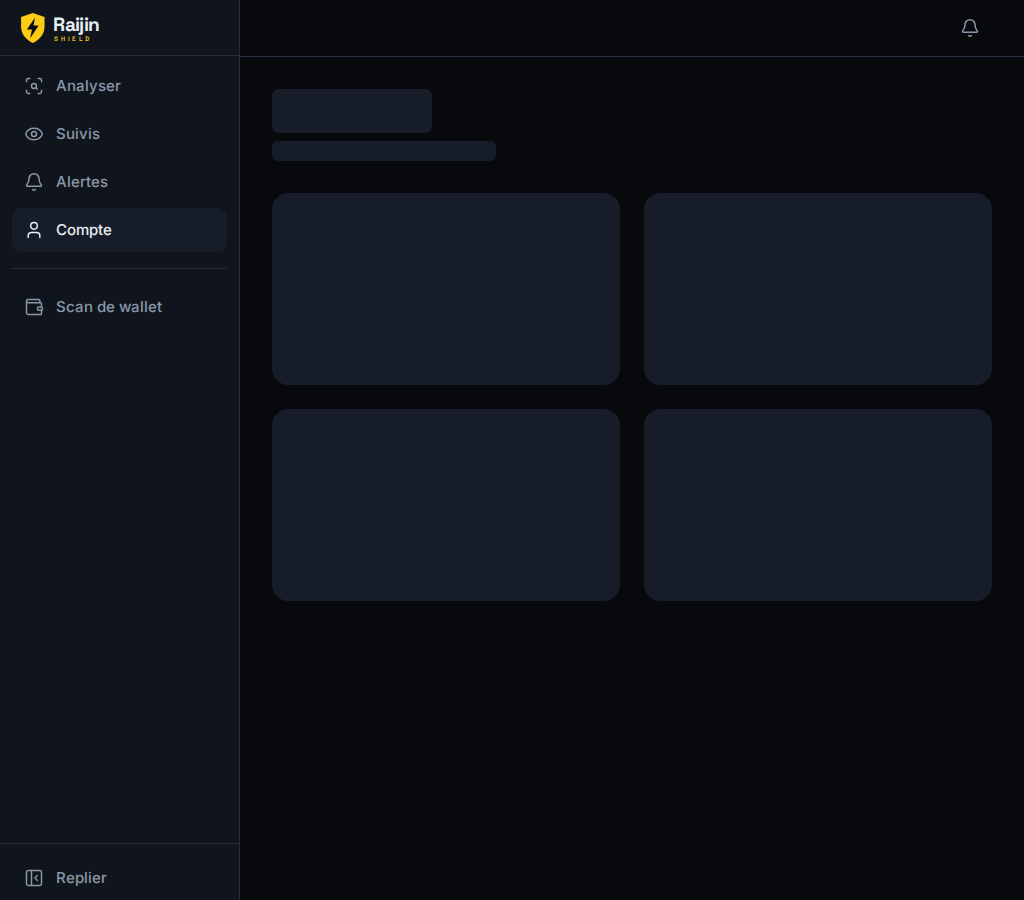 Raijin
SHIELD
Analyser
Suivis
Alertes
Compte
Scan de wallet
Replier